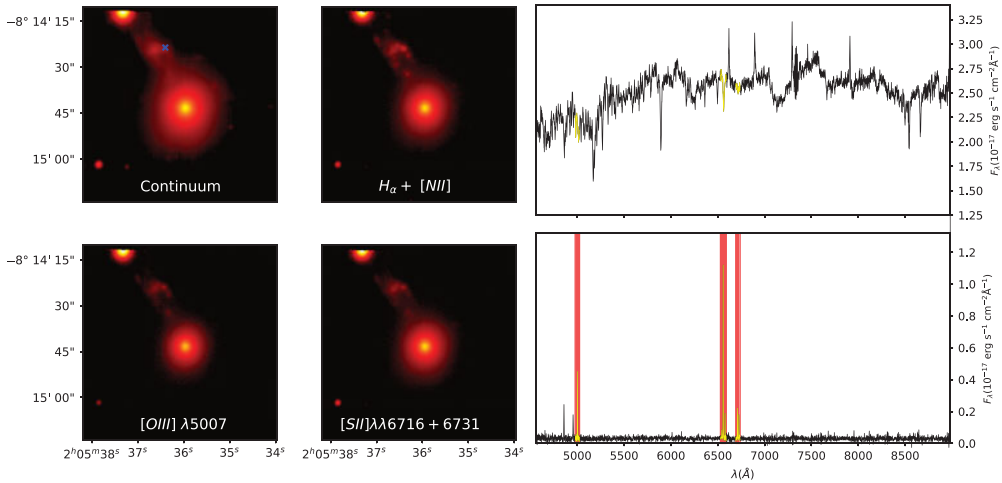 −8° 14' 15"
30"
45"
15' 00"
Continuum
H_α + [NII]
3.25
3.00
2.75
2.50
2.25
2.00
1.75
1.50
1.25
F_λ(10⁻¹⁷ erg s⁻¹ cm⁻²Å⁻¹)
−8° 14' 15"
30"
45"
15' 00"
[OIII] λ5007
[SII]λλ6716 + 6731
2ʰ05ᵐ38ˢ 37ˢ 36ˢ 35ˢ 34ˢ
2ʰ05ᵐ38ˢ 37ˢ 36ˢ 35ˢ 34ˢ
1.2
1.0
0.8
0.6
0.4
0.2
0.0
F_λ(10⁻¹⁷ erg s⁻¹ cm⁻²Å⁻¹)
5000 5500 6000 6500 7000 7500 8000 8500
λ(Å)